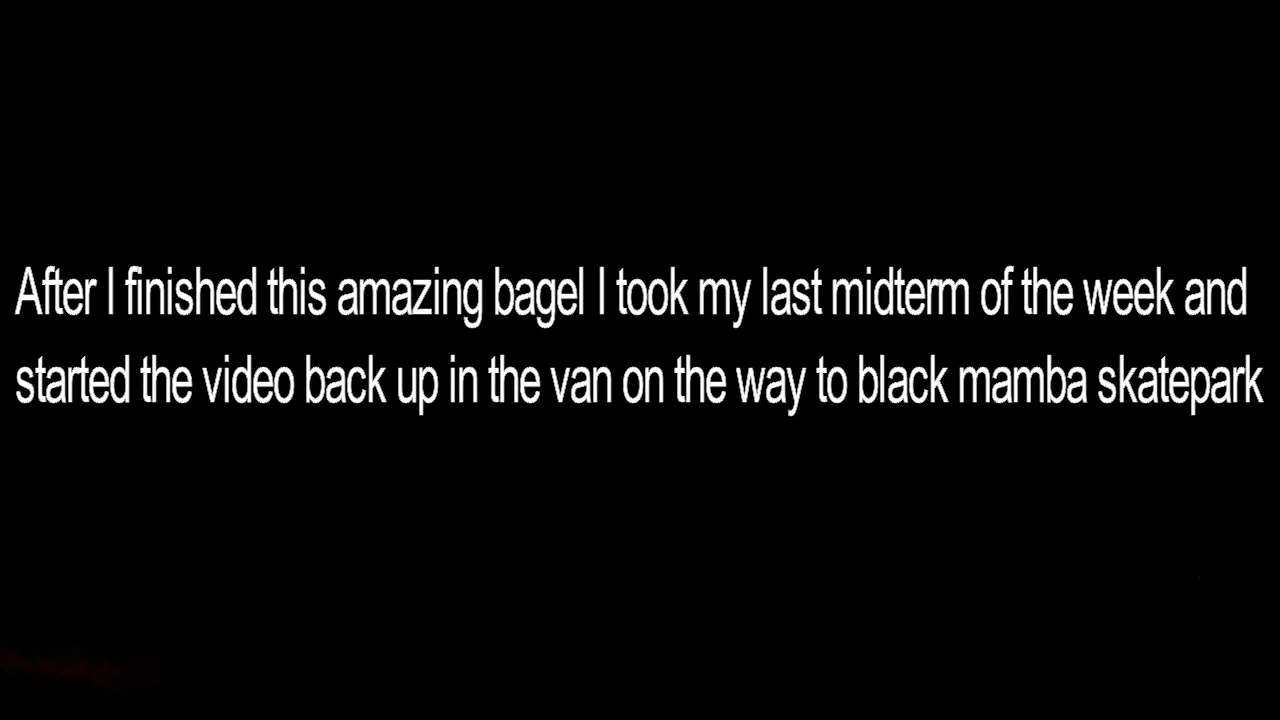 After I finished this amazing bagel I took my last midterm of the week and
started the video back up in the van on the way to black mamba skatepark